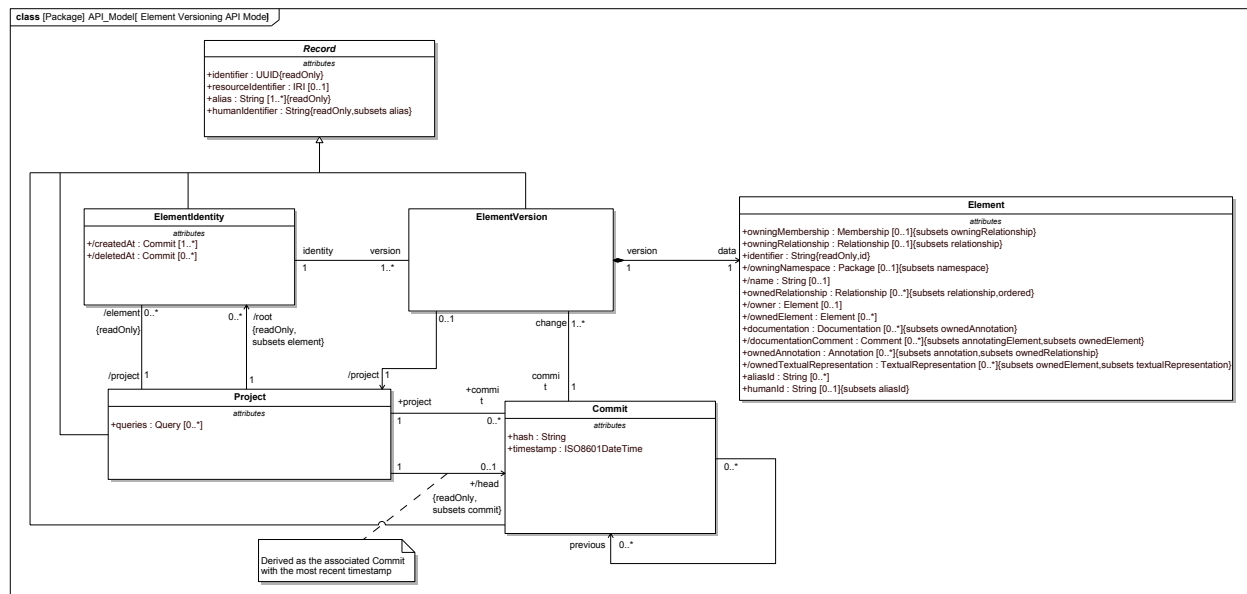 class [Package] API_Model[ Element Versioning API Mode]
Record
attributes
+identifier : UUID{readOnly}
+resourceIdentifier : IRI [0..1]
+alias : String [1..*]{readOnly}
+humanIdentifier : String{readOnly,subsets alias}
ElementIdentity
attributes
+/createdAt : Commit [1..*]
+/deletedAt : Commit [0..*]
identity
1
version
1..*
ElementVersion
version
1
data
1
Element
attributes
+owningMembership : Membership [0..1]{subsets owningRelationship}
+owningRelationship : Relationship [0..1]{subsets relationship}
+identifier : String{readOnly,id}
+/owningNamespace : Package [0..1]{subsets namespace}
+/name : String [0..1]
+ownedRelationship : Relationship [0..*]{subsets relationship,ordered}
+/owner : Element [0..1]
+/ownedElement : Element [0..*]
+documentation : Documentation [0..*]{subsets ownedAnnotation}
+/documentationComment : Comment [0..*]{subsets annotatingElement,subsets ownedElement}
+ownedAnnotation : Annotation [0..*]{subsets annotation,subsets ownedRelationship}
+/ownedTextualRepresentation : TextualRepresentation [0..*]{subsets ownedElement,subsets textualRepresentation}
+aliasId : String [0..*]
+humanId : String [0..1]{subsets aliasId}
/element
0..*
{readOnly}
0..*
/root
{readOnly,
subsets element}
0..1
change
1..*
/project
1
1
/project
1
commi
t
1
Project
attributes
+queries : Query [0..*]
+project
1
+commi
t
0..*
1
0..1
+/head
{readOnly,
subsets commit}
Commit
attributes
+hash : String
+timestamp : ISO8601DateTime
0..*
previous
0..*
Derived as the associated Commit
with the most recent timestamp